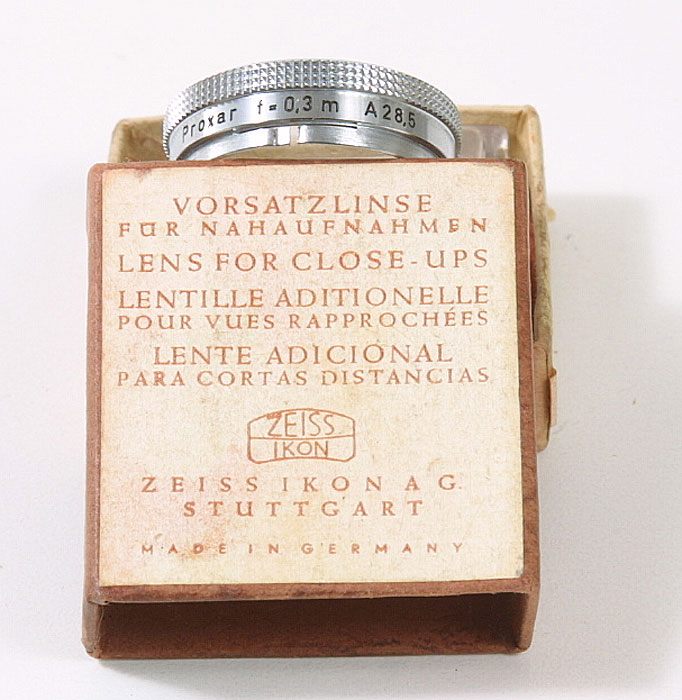 Proxar f=0,3m A28,5
VORSATZLINSE
FÜR NAHAUFNAHMEN
LENS FOR CLOSE-UPS
LENTILLE ADITIONELLE
POUR VUES RAPPROCHÉES
LENTE ADICIONAL
PARA CORTAS DISTANCIAS
ZEISS
IKON
ZEISS IKON A G.
STUTTGART
MADE IN GERMANY